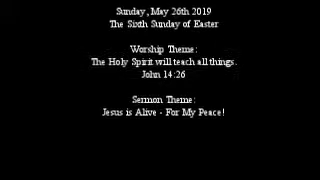 Sunday, May 26th 2019
The Sixth Sunday of Easter
Worship Theme:
The Holy Spirit will teach all things.
John 14:26
Sermon Theme:
Jesus is Alive - For My Peace!